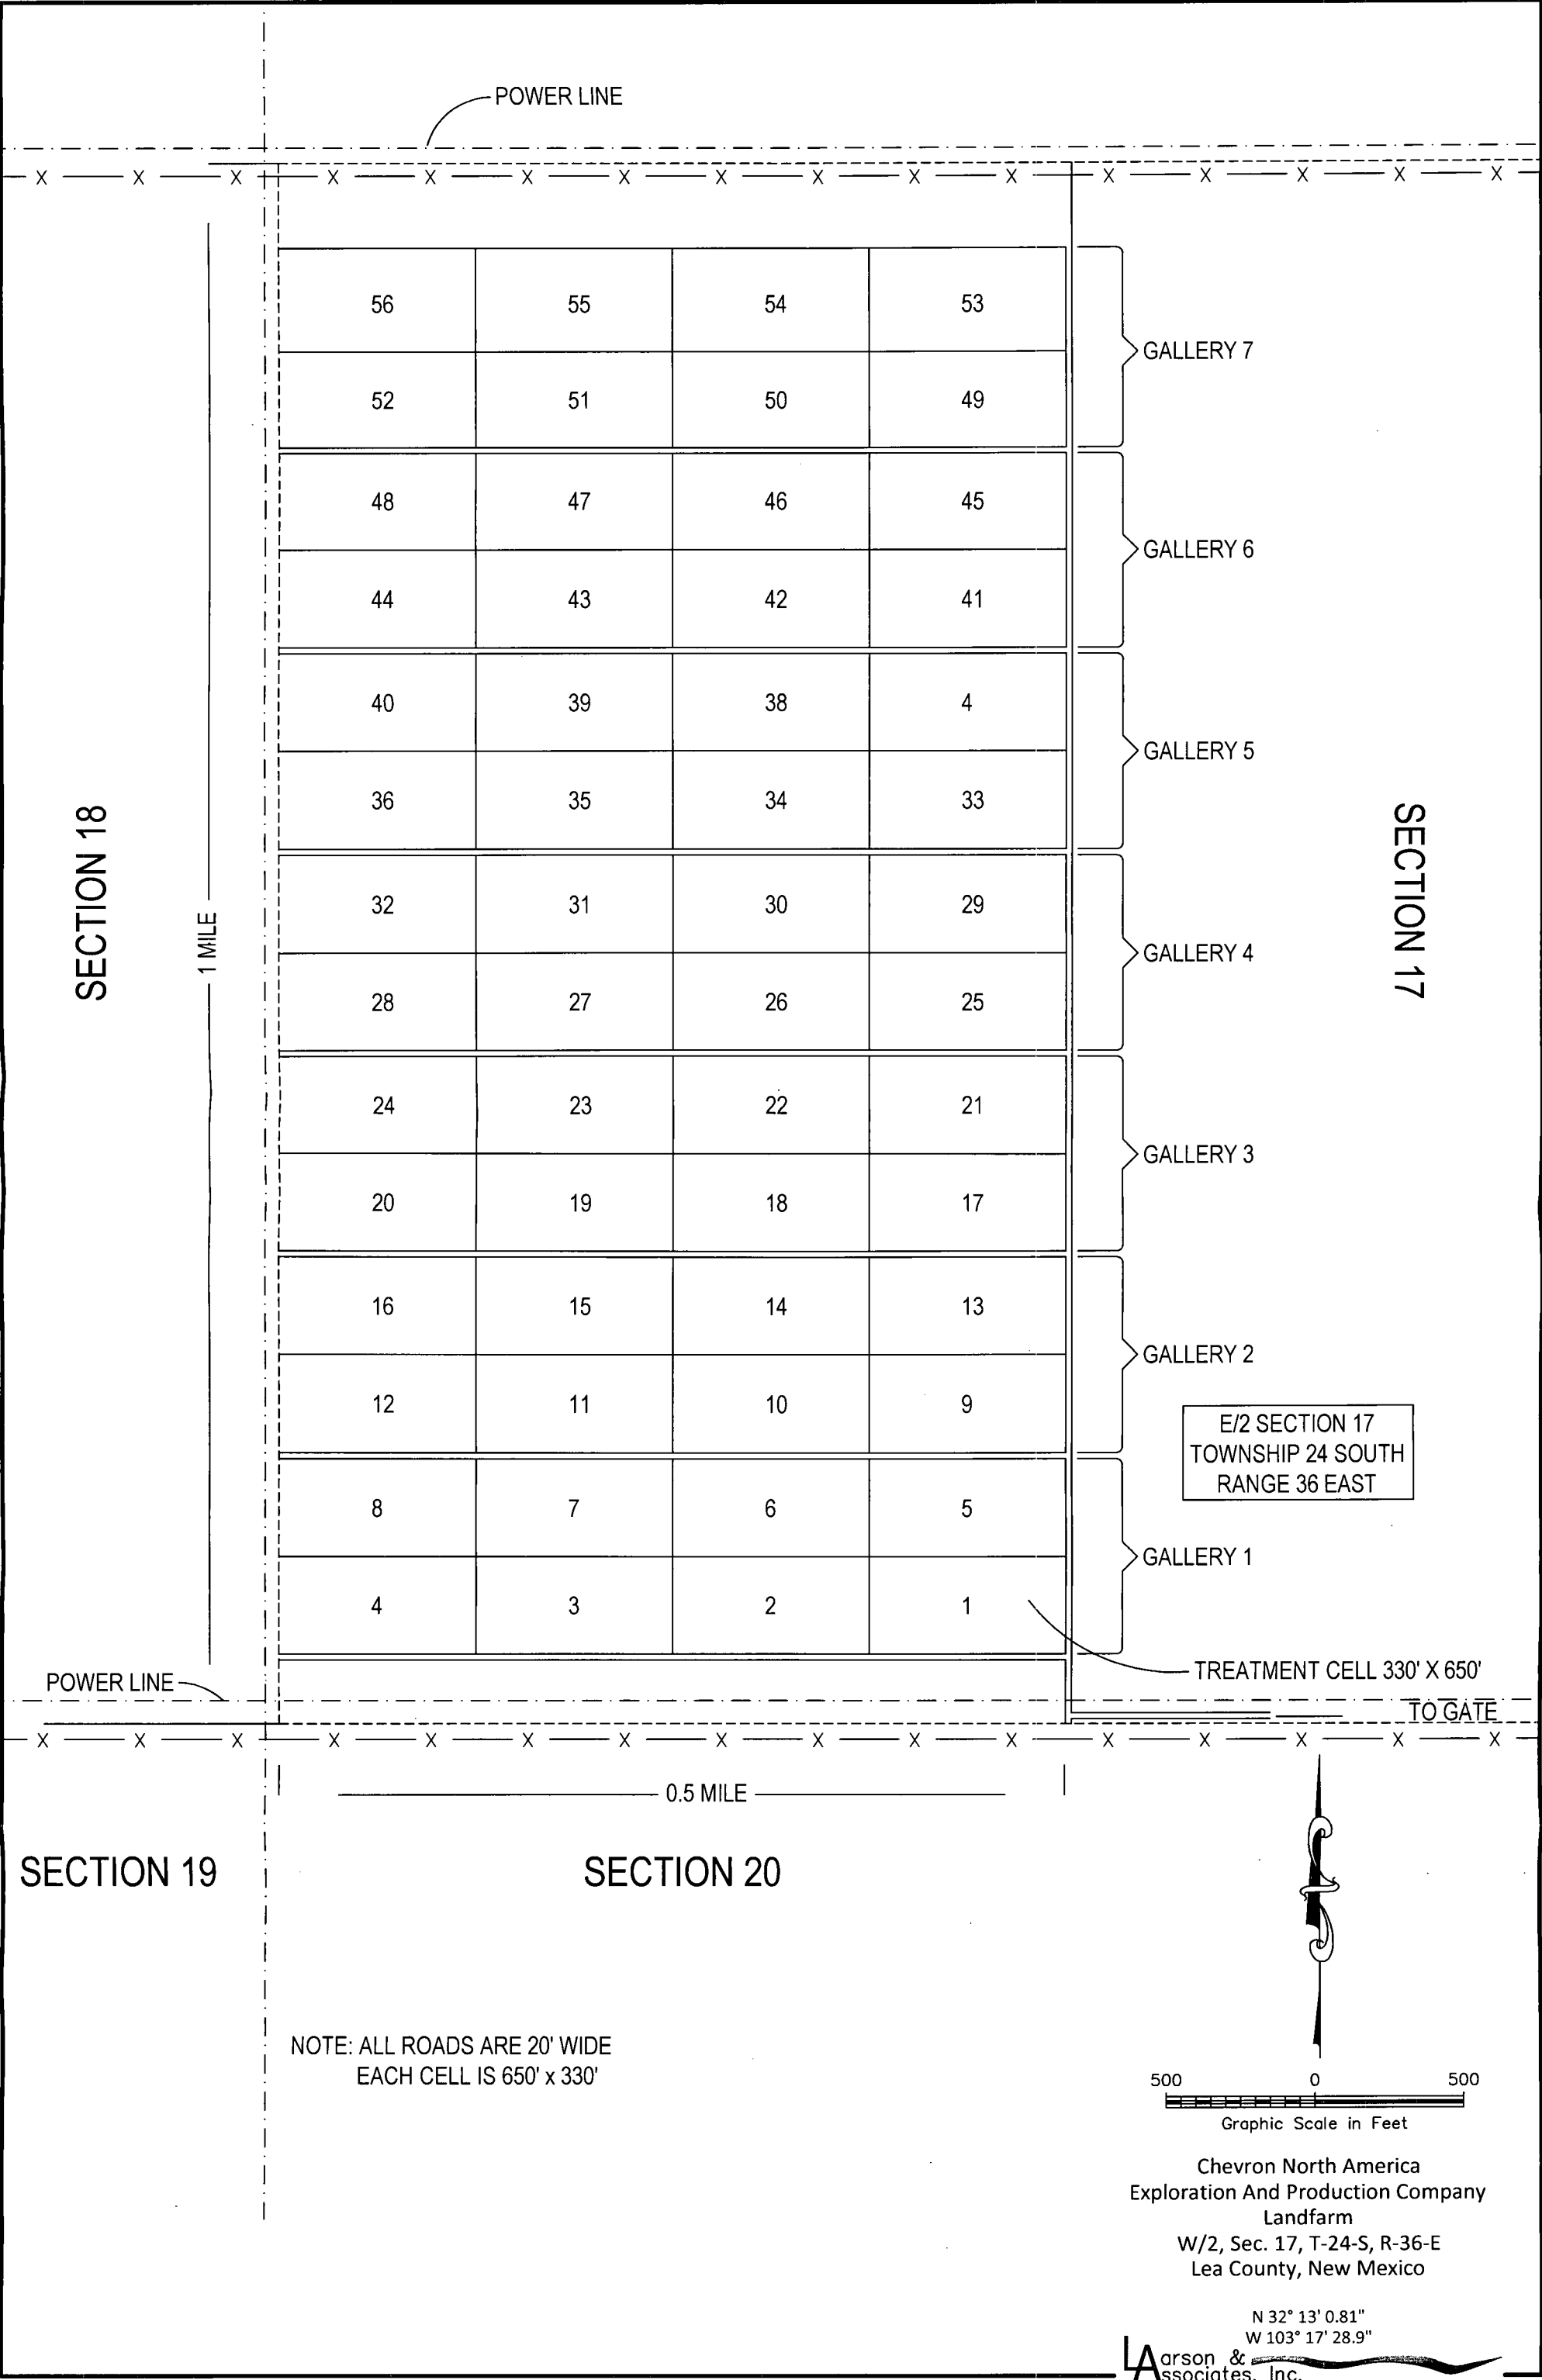 POWER LINE
X X X X X X X X X X X X X X X X
56 55 54 53
GALLERY 7
52 51 50 49
48 47 46 45
GALLERY 6
44 43 42 41
40 39 38 4
GALLERY 5
36 35 34 33
SECTION 18
1 MILE
SECTION 17
32 31 30 29
GALLERY 4
28 27 26 25
24 23 22 21
GALLERY 3
20 19 18 17
16 15 14 13
GALLERY 2
12 11 10 9
E/2 SECTION 17
TOWNSHIP 24 SOUTH
RANGE 36 EAST
8 7 6 5
GALLERY 1
4 3 2 1
TREATMENT CELL 330' X 650'
POWER LINE
TO GATE
X X X X X X X X X X X X X X X X
0.5 MILE
SECTION 19
SECTION 20
NOTE: ALL ROADS ARE 20' WIDE
EACH CELL IS 650' x 330'
500 0 500
Graphic Scale in Feet
Chevron North America
Exploration And Production Company
Landfarm
W/2, Sec. 17, T-24-S, R-36-E
Lea County, New Mexico
N 32° 13' 0.81"
W 103° 17' 28.9"
Larson &
Associates, Inc.